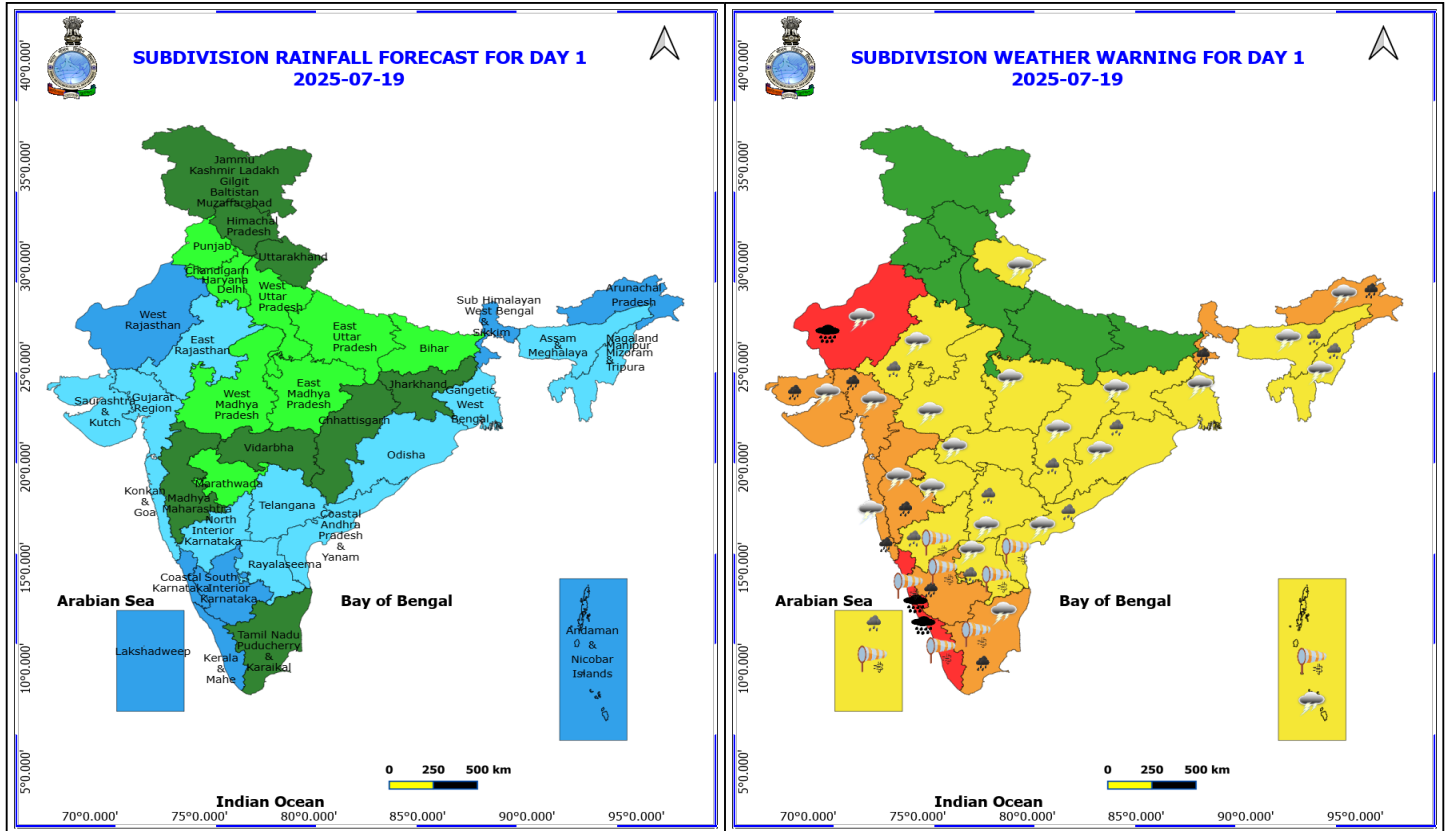 SUBDIVISION RAINFALL FORECAST FOR DAY 1
2025-07-19
40°0.000'
35°0.000'
30°0.000'
25°0.000'
20°0.000'
15°0.000'
10°0.000'
5°0.000'
Jammu
Kashmir Ladakh
Gilgit
Baltistan
Muzaffarabad
Himachal
Pradesh
Punjab
Uttarakhand
Chandigarh
Haryana
Delhi
West
Uttar
Pradesh
West
Rajasthan
East
Rajasthan
East
Uttar
Pradesh
Bihar
Sub Himalayan
West Bengal
&
Sikkim
Arunachal
Pradesh
Assam
&
Meghalaya
Nagaland
Manipur
Mizoram
&
Tripura
Jharkhand
Gangetic
West
Bengal
Saurashtra
&
Kutch
Gujarat
Region
West
Madhya
Pradesh
East
Madhya
Pradesh
Chhattisgarh
Vidarbha
Odisha
Marathwada
Madhya
Maharashtra
Konkan
&
Goa
Telangana
North
Interior
Karnataka
Coastal
Andhra
Pradesh
&
Yanam
Rayalaseema
Coastal
Karnataka
South
Interior
Karnataka
Arabian Sea
Bay of Bengal
Lakshadweep
Kerala
&
Mahe
Tamil Nadu
Puducherry
&
Karaikal
Andaman
&
Nicobar
Islands
0 250 500 km
Indian Ocean
70°0.000' 75°0.000' 80°0.000' 85°0.000' 90°0.000' 95°0.000'
SUBDIVISION WEATHER WARNING FOR DAY 1
2025-07-19
40°0.000'
35°0.000'
30°0.000'
25°0.000'
20°0.000'
15°0.000'
10°0.000'
5°0.000'
Arabian Sea
Bay of Bengal
0 250 500 km
Indian Ocean
70°0.000' 75°0.000' 80°0.000' 85°0.000' 90°0.000' 95°0.000'